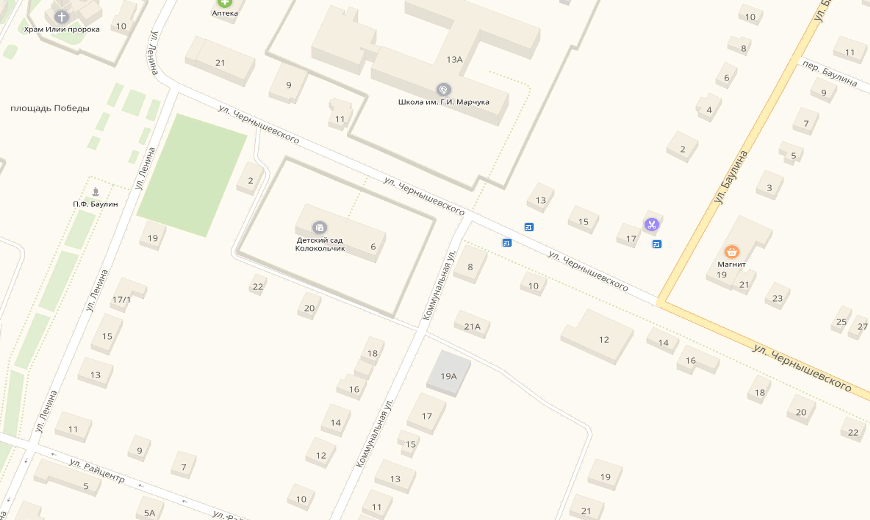 Аптека
Храм Илии пророка
10
ул. Ленина
21
9
11
13А
Школа им. Г.И. Марчука
10
8
6
4
2
11
пер. Баулина
9
7
5
3
ул. Баулина
площадь Победы
ул. Чернышевского
ул. Ленина
2
П.Ф. Баулин
19
Детский сад
Колокольчик
6
ул. Чернышевского
13
15
17
Магнит
19
21
23
25
27
ул. Чернышевского
8
10
Коммунальная ул.
22
20
17/1
ул. Ленина
15
13
21А
12
14
16
18
20
22
ул. Чернышевского
18
16
19А
14
17
12
15
Коммунальная ул.
13
11
10
ул. Ленина
11
9
7
ул. Райцентр
5
5А
19
21